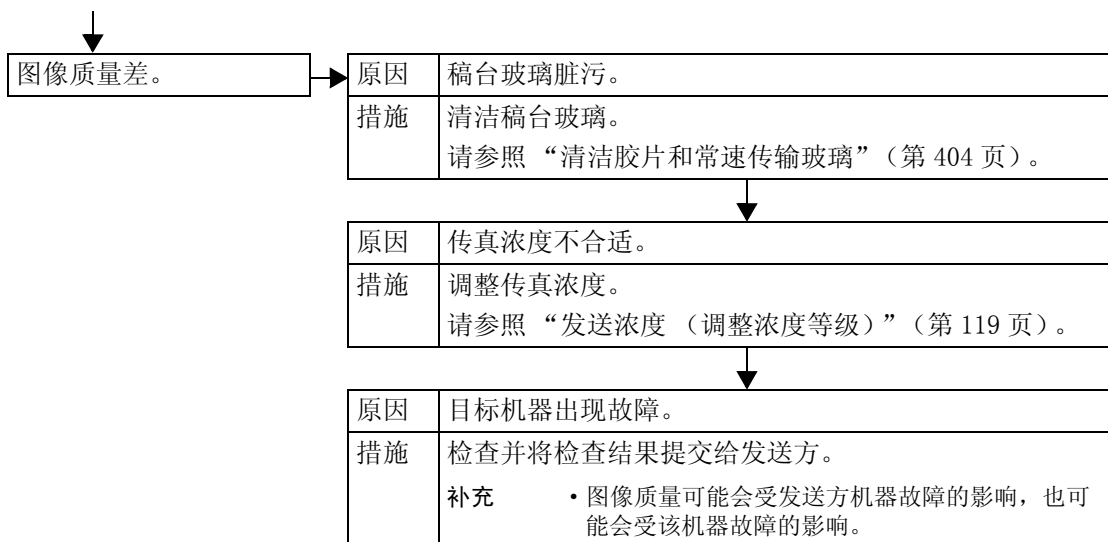 图像质量差。
原因 稿台玻璃脏污。
措施 清洁稿台玻璃。
请参照 “清洁胶片和常速传输玻璃”（第 404 页）。
原因 传真浓度不合适。
措施 调整传真浓度。
请参照 “发送浓度 （调整浓度等级）”（第 119 页）。
原因 目标机器出现故障。
措施 检查并将检查结果提交给发送方。
补充 •图像质量可能会受发送方机器故障的影响，也可
能会受该机器故障的影响。